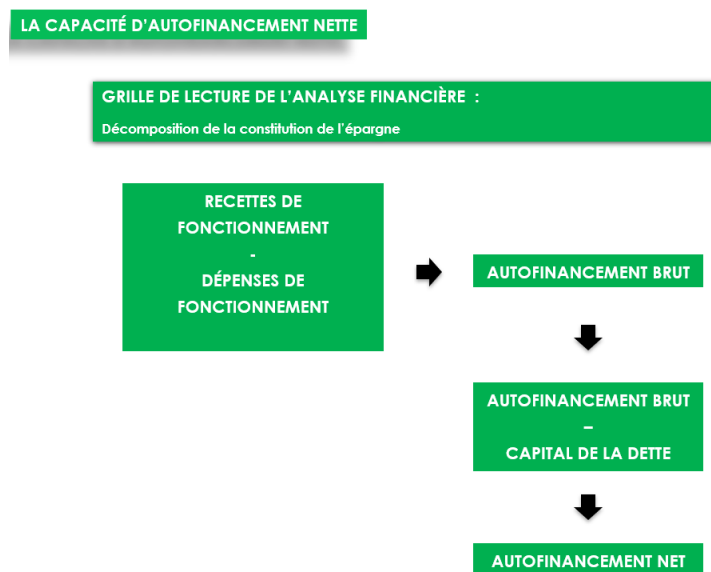 LA CAPACITÉ D'AUTOFINANCEMENT NETTE
GRILLE DE LECTURE DE L'ANALYSE FINANCIÈRE :
Décomposition de la constitution de l'épargne
RECETTES DE
FONCTIONNEMENT
-
DÉPENSES DE
FONCTIONNEMENT
AUTOFINANCEMENT BRUT
AUTOFINANCEMENT BRUT
–
CAPITAL DE LA DETTE
AUTOFINANCEMENT NET